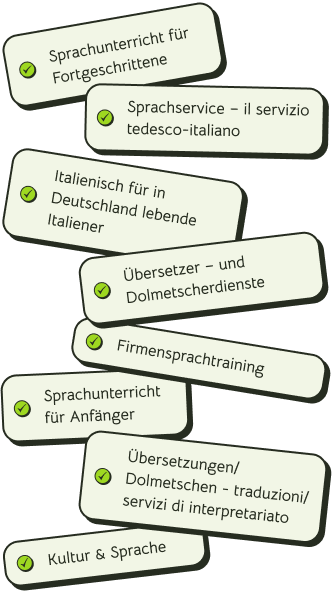 Sprachunterricht für
Fortgeschrittene
Sprachservice – il servizio
tedesco-italiano
Italienisch für in
Deutschland lebende
Italiener
Übersetzer – und
Dolmetscherdienste
Firmensprachtraining
Sprachunterricht
für Anfänger
Übersetzungen/
Dolmetschen - traduzioni/
servizi di interpretariato
Kultur & Sprache